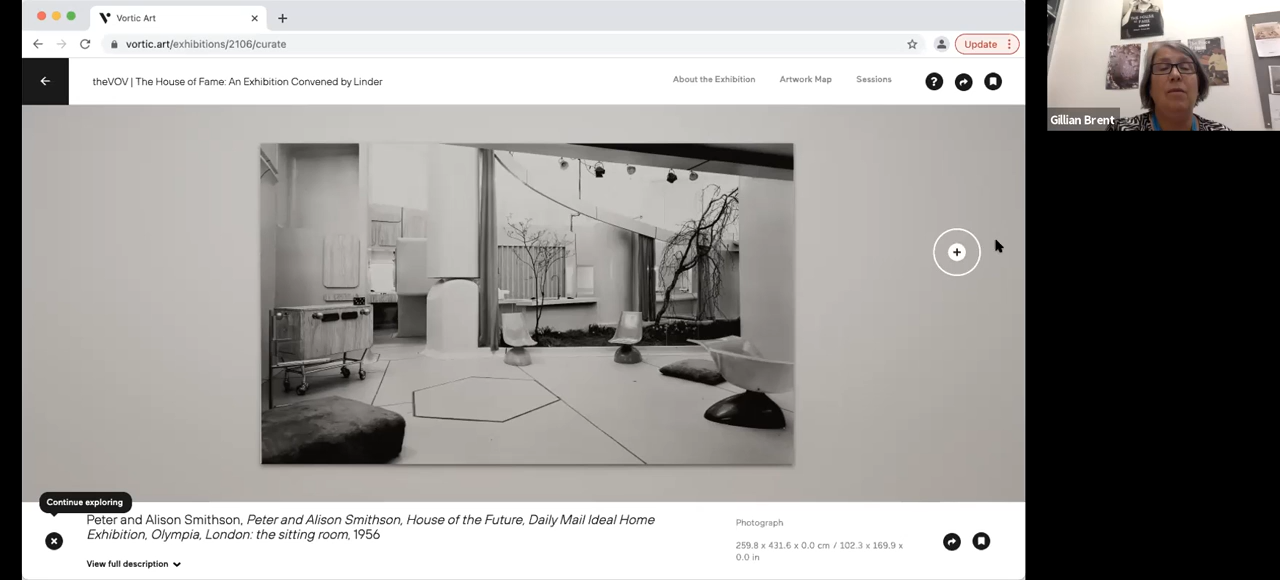 Vortic Art
vortic.art/exhibitions/2106/curate
Update
theVOV | The House of Fame: An Exhibition Convened by Linder
About the Exhibition
Artwork Map
Sessions
?
Gillian Brent
Continue exploring
Peter and Alison Smithson, Peter and Alison Smithson, House of the Future, Daily Mail Ideal Home
Exhibition, Olympia, London: the sitting room, 1956
View full description
Photograph
259.8 x 431.6 x 0.0 cm / 102.3 x 169.9 x
0.0 in